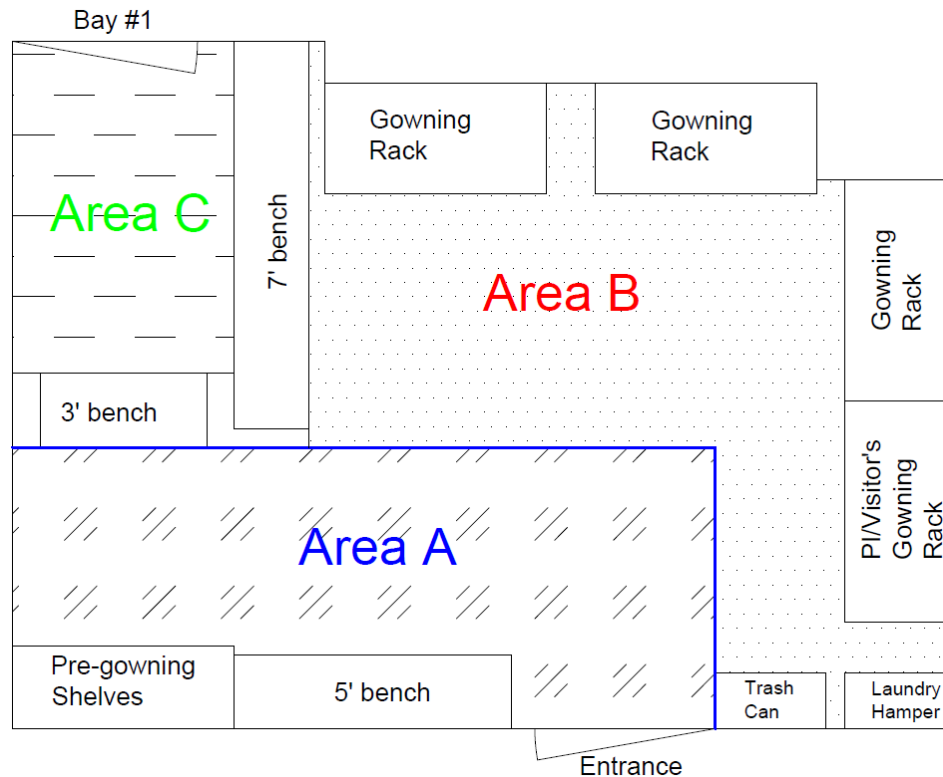 Bay #1
Gowning
Rack
Gowning
Rack
Area C
7' bench
Area B
Gowning
Rack
3' bench
PI/Visitor's
Gowning
Rack
Area A
Pre-gowning
Shelves
5' bench
Trash
Can
Laundry
Hamper
Entrance